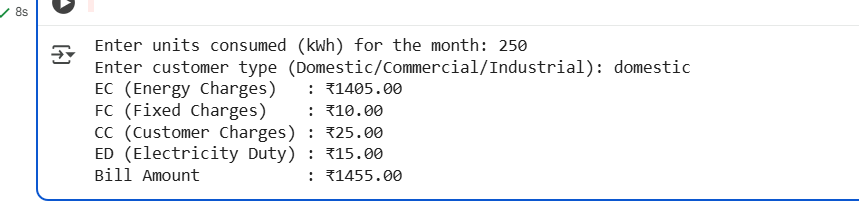 8s
Enter units consumed (kWh) for the month: 250
Enter customer type (Domestic/Commercial/Industrial): domestic
EC (Energy Charges)   : ₹1405.00
FC (Fixed Charges)    : ₹10.00
CC (Customer Charges) : ₹25.00
ED (Electricity Duty) : ₹15.00
Bill Amount           : ₹1455.00